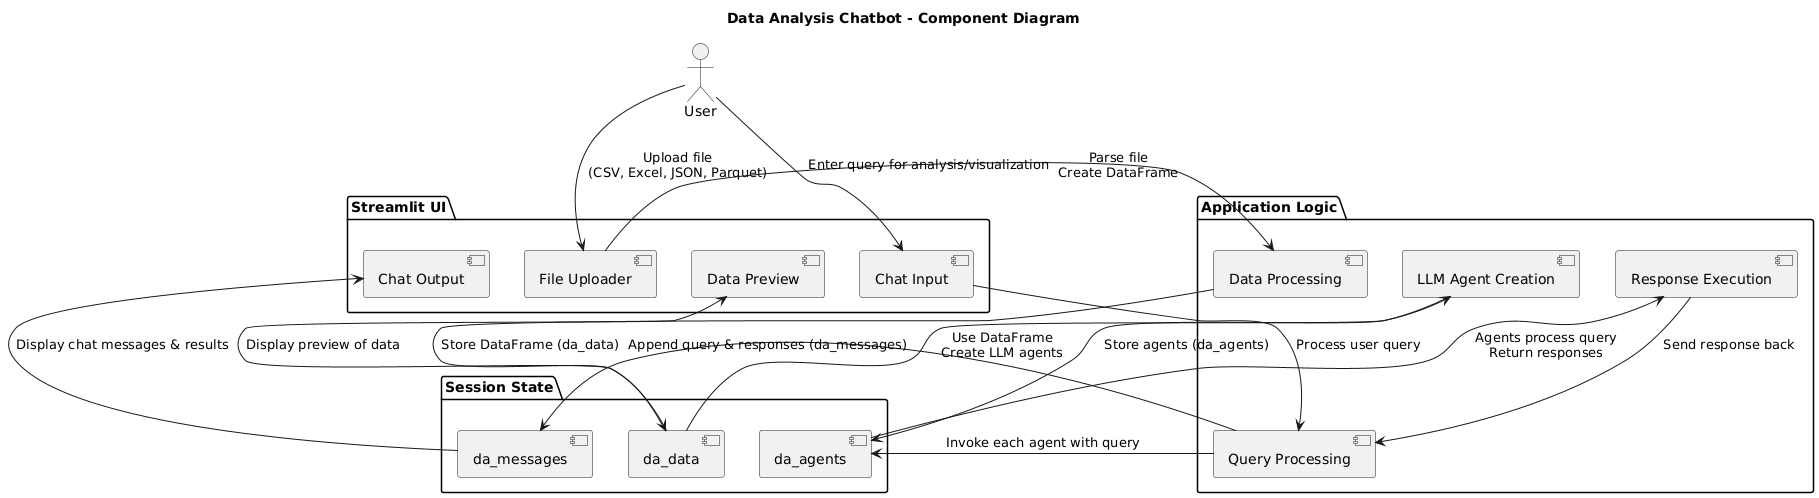 Data Analysis Chatbot - Component Diagram
User
Upload file
(CSV, Excel, JSON, Parquet)
Enter query for analysis/visualization
Parse file
Create DataFrame
Streamlit UI
Chat Output
File Uploader
Data Preview
Chat Input
Application Logic
Data Processing
LLM Agent Creation
Response Execution
Display chat messages & results
Display preview of data
Store DataFrame (da_data)
Append query & responses (da_messages)
Use DataFrame
Create LLM agents
Store agents (da_agents)
Process user query
Agents process query
Return responses
Send response back
Session State
da_messages
da_data
da_agents
Invoke each agent with query
Query Processing